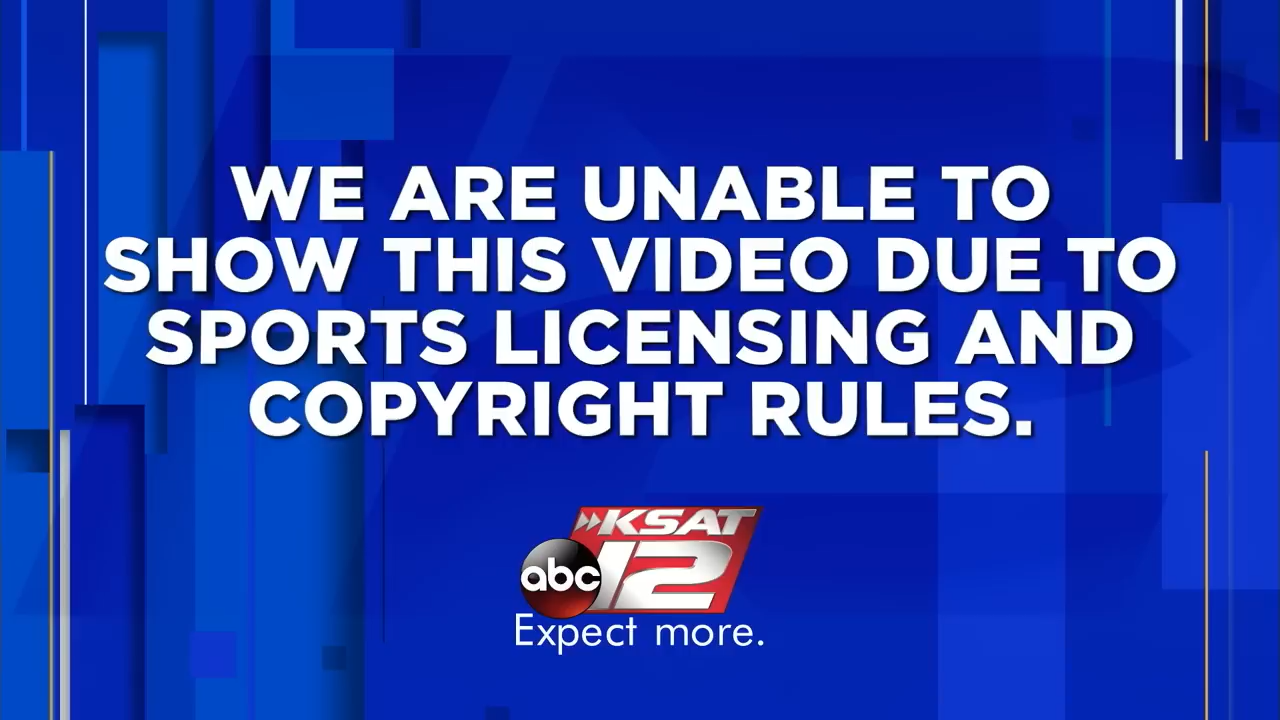 WE ARE UNABLE TO
SHOW THIS VIDEO DUE TO
SPORTS LICENSING AND
COPYRIGHT RULES.
KSAT
abc 12
Expect more.